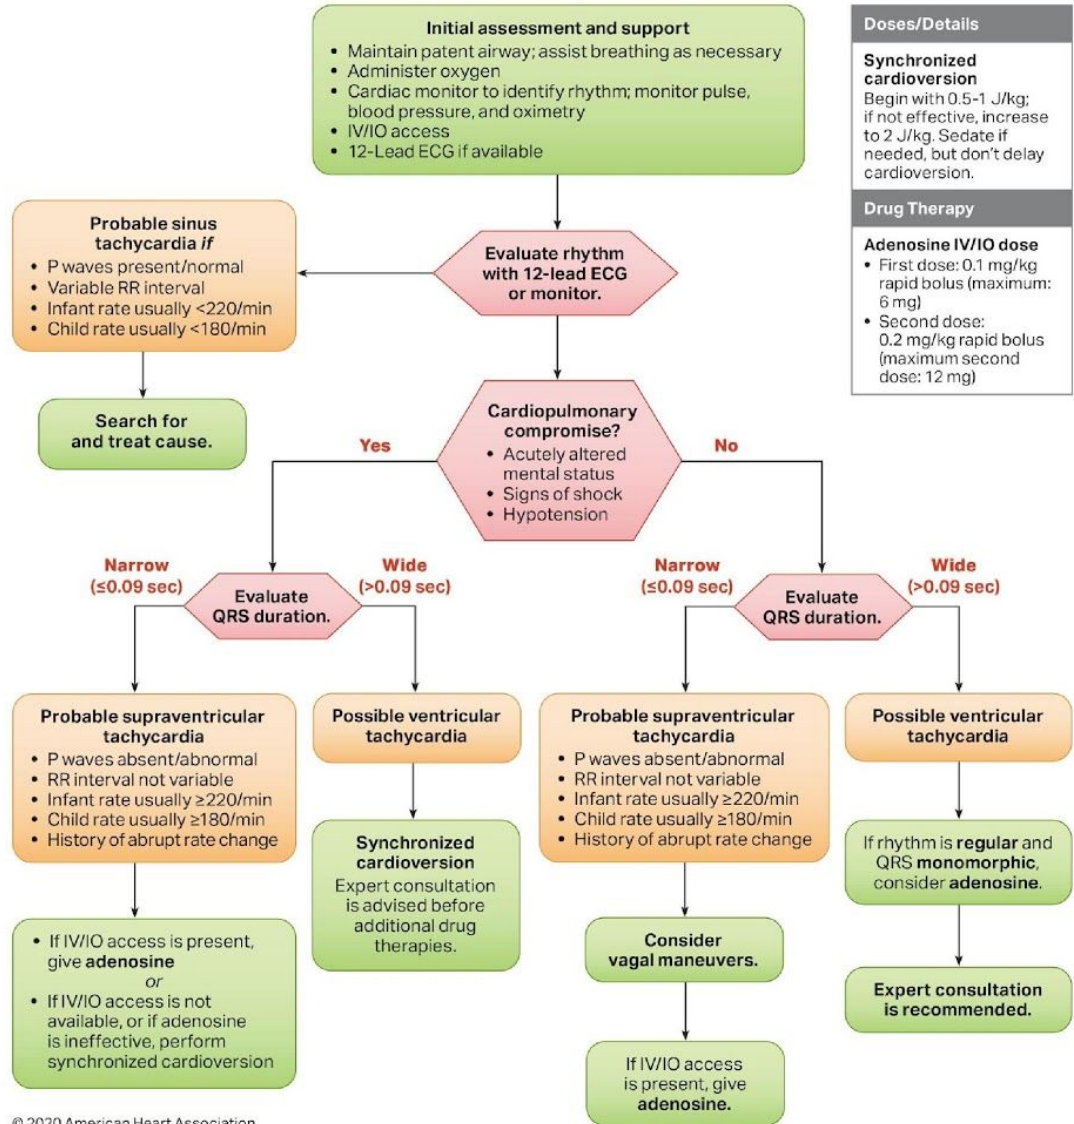 Initial assessment and support
• Maintain patent airway; assist breathing as necessary
• Administer oxygen
• Cardiac monitor to identify rhythm; monitor pulse,
blood pressure, and oximetry
• IV/IO access
• 12-Lead ECG if available
Doses/Details
Synchronized
cardioversion
Begin with 0.5-1 J/kg;
if not effective, increase
to 2 J/kg. Sedate if
needed, but don't delay
cardioversion.
Drug Therapy
Adenosine IV/IO dose
• First dose: 0.1 mg/kg
rapid bolus (maximum:
6 mg)
• Second dose:
0.2 mg/kg rapid bolus
(maximum second
dose: 12 mg)
Evaluate rhythm
with 12-lead ECG
or monitor.
Probable sinus
tachycardia if
• P waves present/normal
• Variable RR interval
• Infant rate usually <220/min
• Child rate usually <180/min
Search for
and treat cause.
Cardiopulmonary
compromise?
• Acutely altered
mental status
• Signs of shock
• Hypotension
Yes
No
Narrow
(≤0.09 sec)
Evaluate
QRS duration.
Wide
(>0.09 sec)
Narrow
(≤0.09 sec)
Evaluate
QRS duration.
Wide
(>0.09 sec)
Probable supraventricular
tachycardia
• P waves absent/abnormal
• RR interval not variable
• Infant rate usually ≥220/min
• Child rate usually ≥180/min
• History of abrupt rate change
• If IV/IO access is present,
give adenosine
or
• If IV/IO access is not
available, or if adenosine
is ineffective, perform
synchronized cardioversion
Possible ventricular
tachycardia
Synchronized
cardioversion
Expert consultation
is advised before
additional drug
therapies.
Probable supraventricular
tachycardia
• P waves absent/abnormal
• RR interval not variable
• Infant rate usually ≥220/min
• Child rate usually ≥180/min
• History of abrupt rate change
Consider
vagal maneuvers.
If IV/IO access
is present, give
adenosine.
Possible ventricular
tachycardia
If rhythm is regular and
QRS monomorphic,
consider adenosine.
Expert consultation
is recommended.
© 2020 American Heart Association